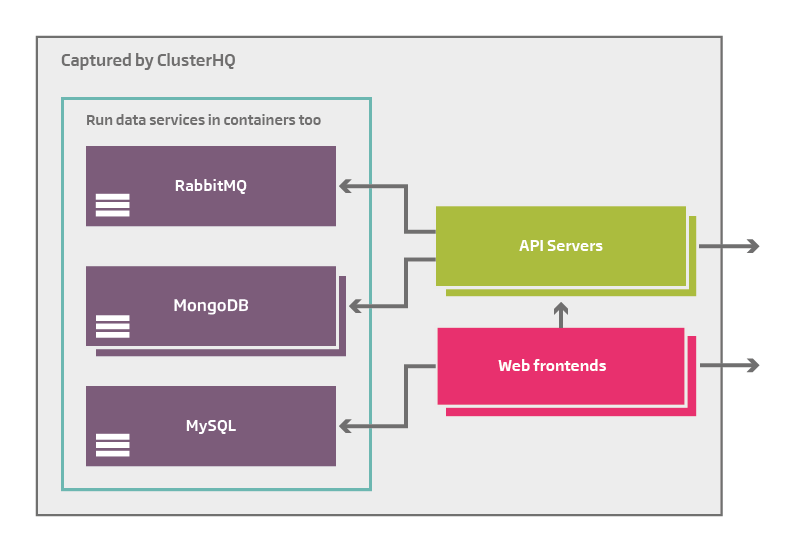 Captured by ClusterHQ
Run data services in containers too
RabbitMQ
API Servers
MongoDB
Web frontends
MySQL